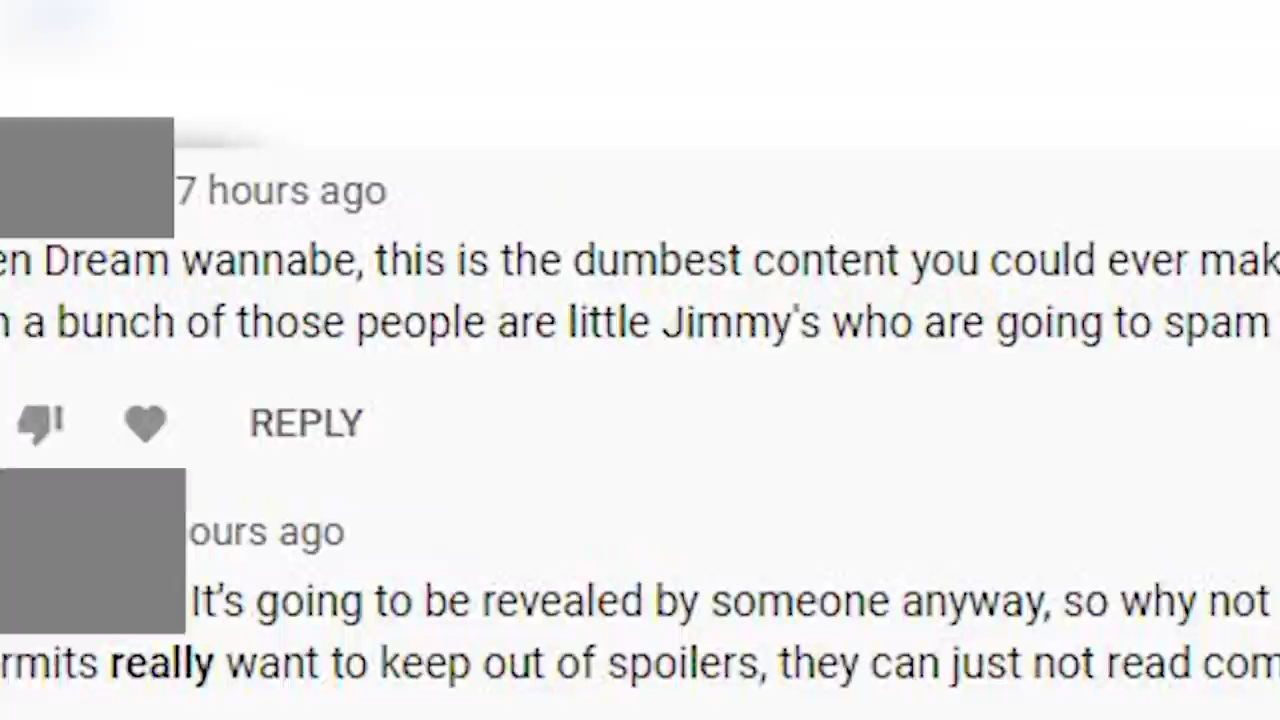 7 hours ago
en Dream wannabe, this is the dumbest content you could ever mak
a bunch of those people are little Jimmy's who are going to spam
REPLY
ours ago
It's going to be revealed by someone anyway, so why not
rmits really want to keep out of spoilers, they can just not read com